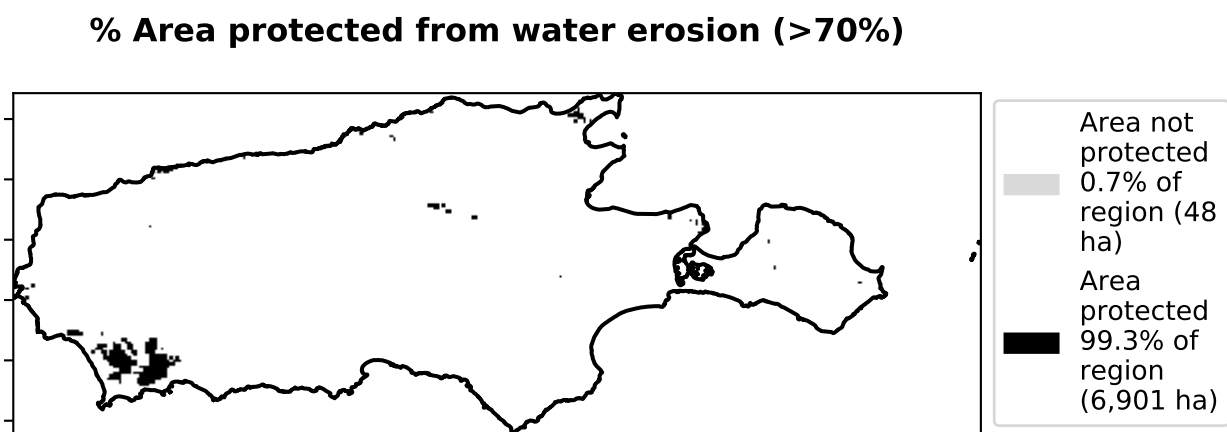 % Area protected from water erosion (>70%)
Area not
protected
0.7% of
region (48
ha)
Area
protected
99.3% of
region
(6,901 ha)